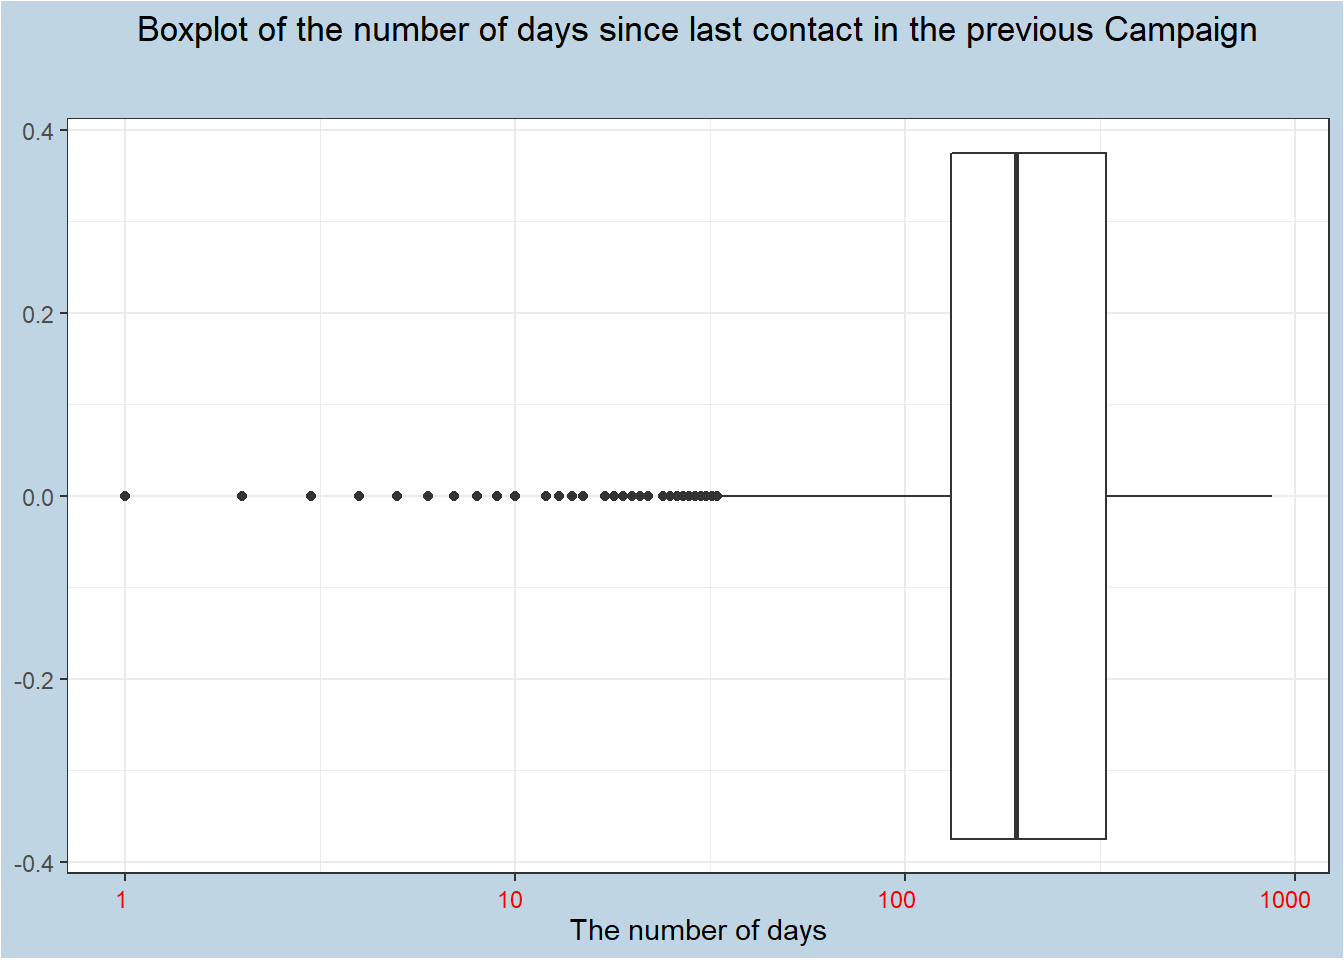 Boxplot of the number of days since last contact in the previous Campaign
0.4
0.2
0.0
-0.2
-0.4
1 10 100 1000
The number of days